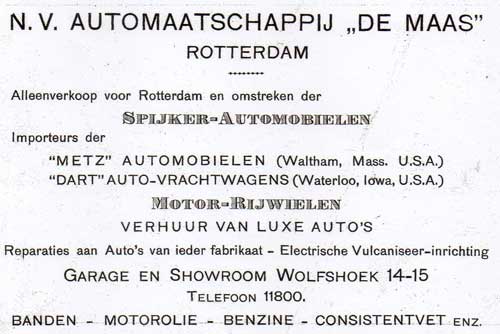 N. V. AUTOMAATSCHAPPIJ „DE MAAS"
ROTTERDAM
Alleenverkoop voor Rotterdam en omstreken der
SPIJKER-AUTOMOBIELEN
Importeurs der
"METZ" AUTOMOBIELEN (Waltham, Mass. U.S.A.)
"DART" AUTO-VRACHTWAGENS (Waterloo, Iowa, U.S.A.)
MOTOR-RIJWIELEN
VERHUUR VAN LUXE AUTO'S
Reparaties aan Auto's van ieder fabrikaat - Electrische Vulcaniseer-inrichting
GARAGE EN SHOWROOM WOLFSHOEK 14-15
TELEFOON 11800.
BANDEN - MOTOROLIE - BENZINE - CONSISTENTVET ENZ.